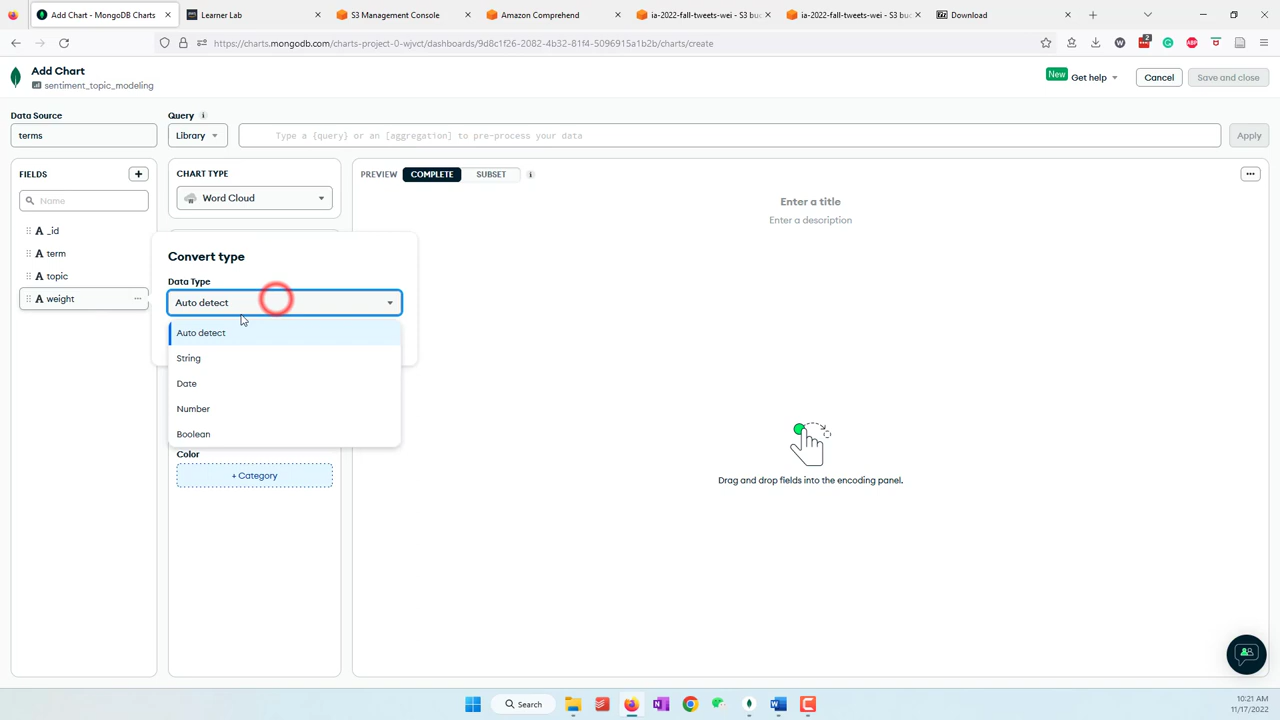 Add Chart - MongoDB Charts
Learner Lab
S3 Management Console
Amazon Comprehend
ia-2022-fall-tweets-wei - S3 buc
ia-2022-fall-tweets-wei - S3 buc
Download
https://charts.mongodb.com/charts-project-0-wjvct/dashboards/9d8c1f26-2082-4b33-81f4-5096915a1b2b/charts/create
Add Chart
sentiment_topic_modeling
New
Get help
Cancel
Save and close
Data Source
Query
terms
Library
Type a {query} or an [aggregation] to pre-process your data
Apply
FIELDS
CHART TYPE
PREVIEW
COMPLETE
SUBSET
Name
Word Cloud
Enter a title
Enter a description
_id
term
topic
weight
Convert type
Data Type
Auto detect
Auto detect
String
Date
Number
Boolean
Color
+ Category
Drag and drop fields into the encoding panel.
Search
10:21 AM
11/17/2022